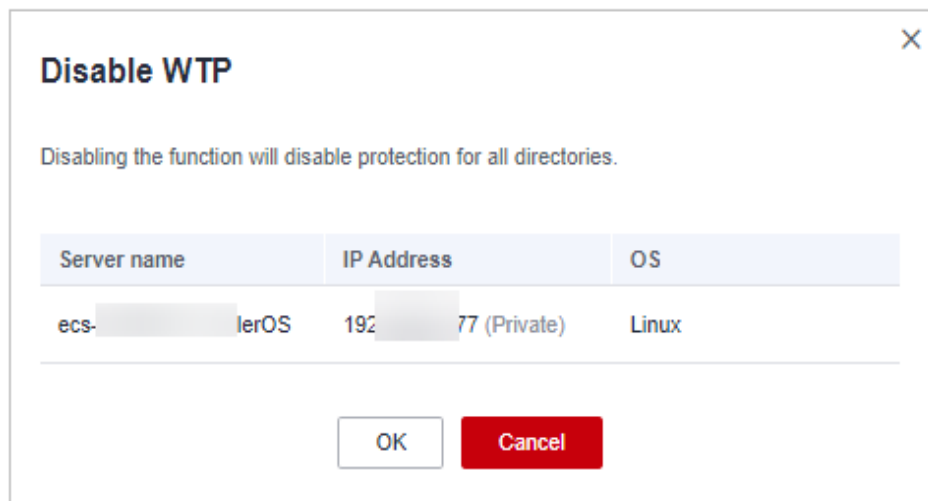 Disable WTP
Disabling the function will disable protection for all directories.
Server name IP Address OS
ecs- lerOS 192 77 (Private) Linux
OK Cancel